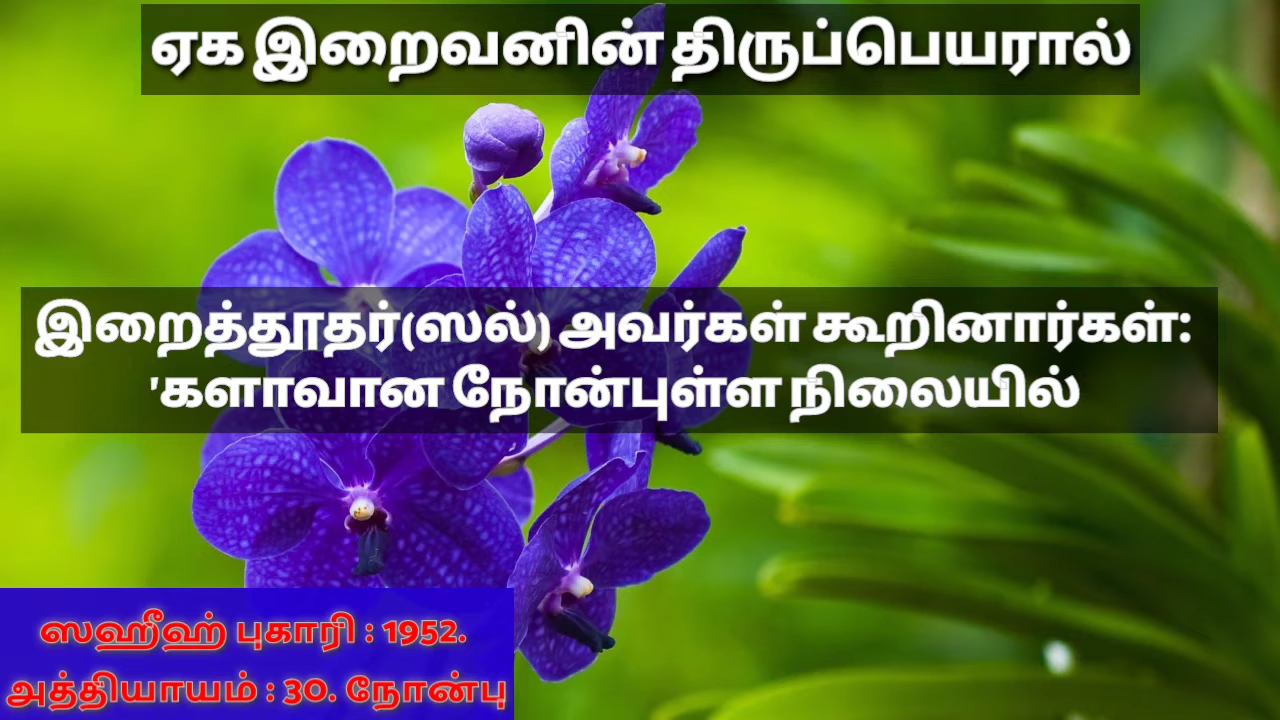 ஏக இறைவனின் திருப்பெயரால்
இறைத்தூதர்(ஸல்) அவர்கள் கூறினார்கள்:
'களாவான நோன்புள்ள நிலையில்
ஸஹீஹ் புகாரி : 1952.
அத்தியாயம் : 30. நோன்பு